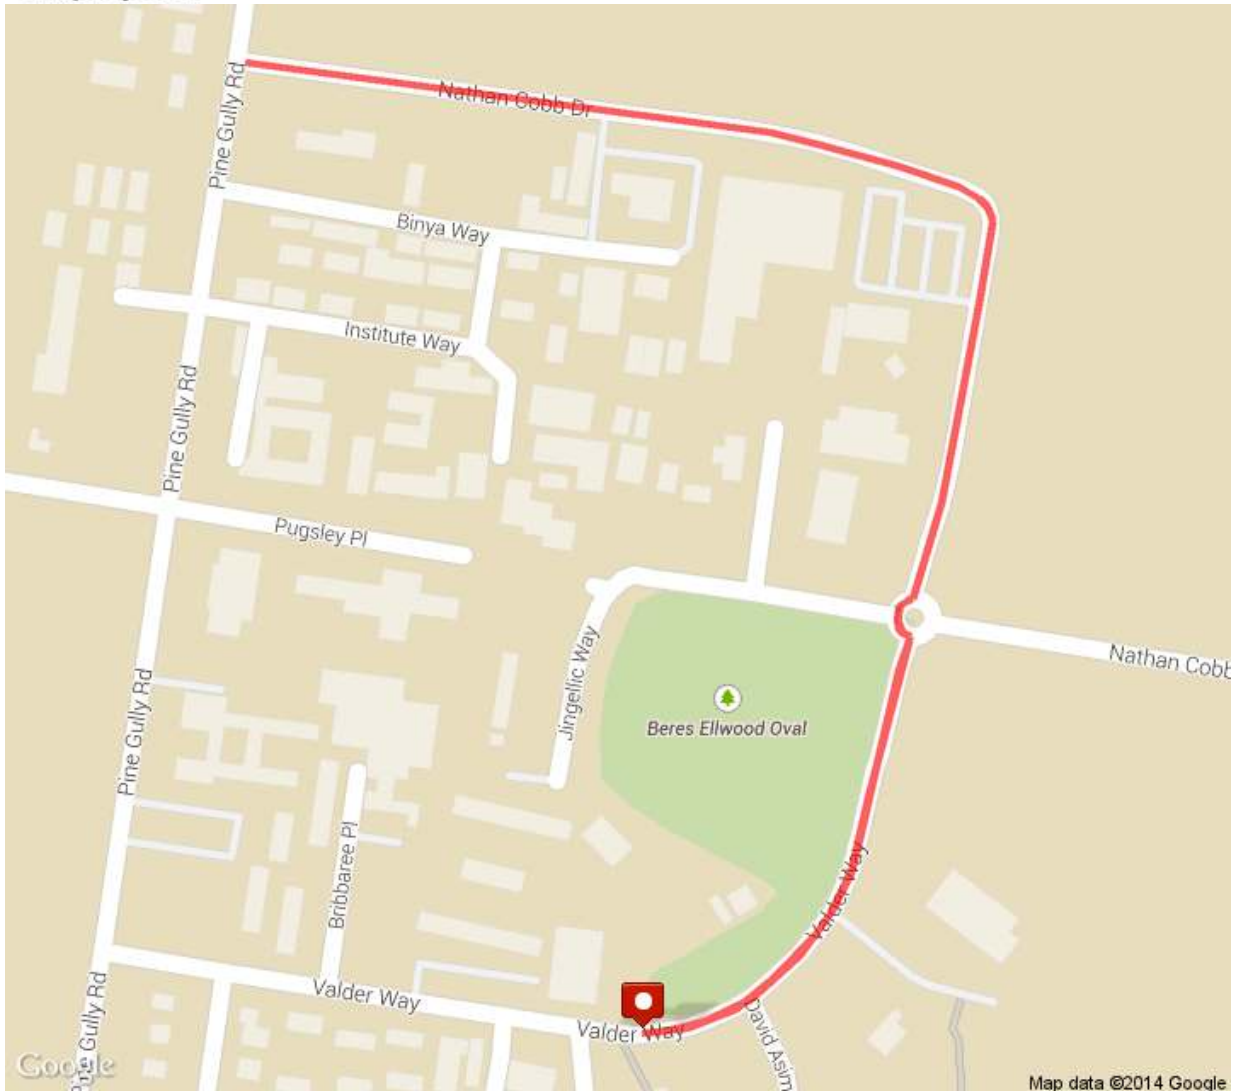 Nathan Cobb Dr
Pine Gully Rd
Binya Way
Institute Way
Pine Gully Rd
Pugsley Pl
Jingellic Way
Nathan Cobb
Pine Gully Rd
Beres Ellwood Oval
Bribbaree Pl
Valder Way
Valder Way
Valder Way
David Asim
Pine Gully Rd
Google
Map data ©2014 Google